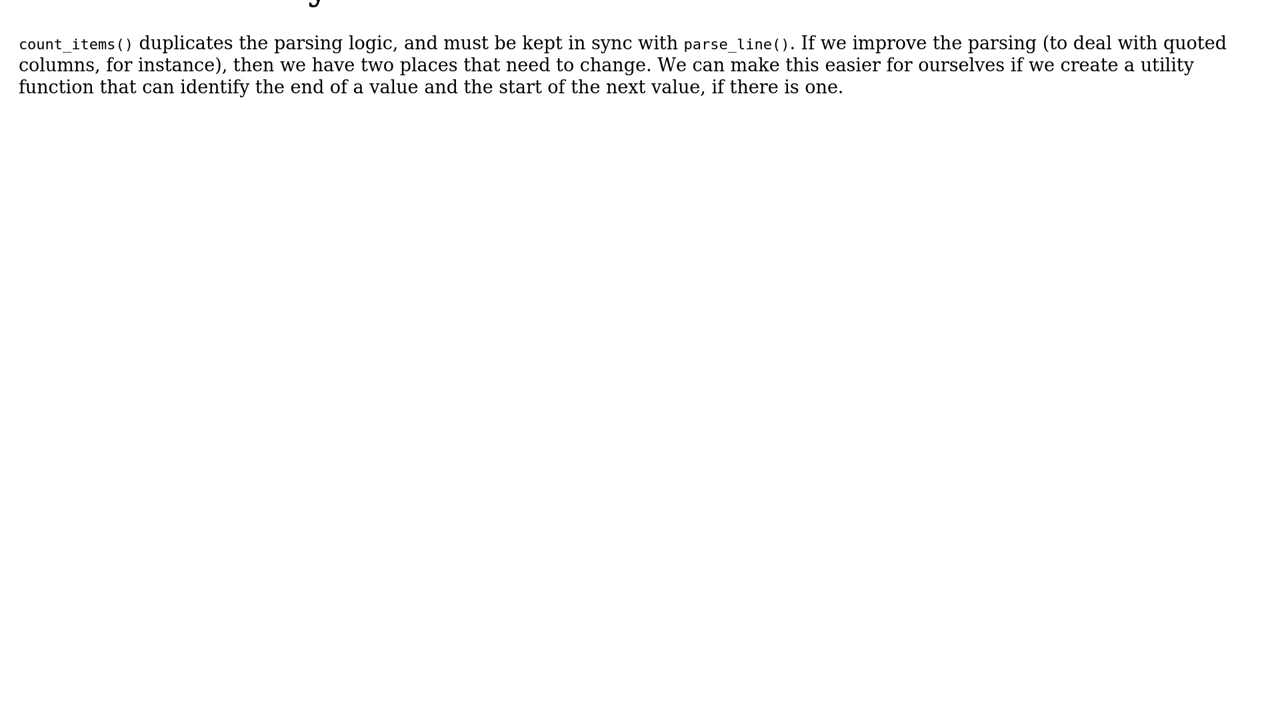 count_items() duplicates the parsing logic, and must be kept in sync with parse_line(). If we improve the parsing (to deal with quoted
columns, for instance), then we have two places that need to change. We can make this easier for ourselves if we create a utility
function that can identify the end of a value and the start of the next value, if there is one.